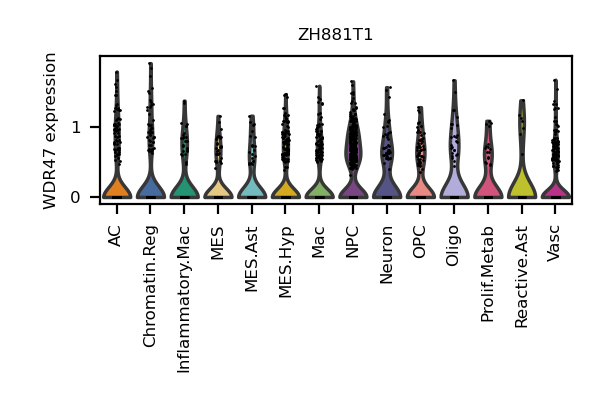 ZH881T1
WDR47 expression
1
0
AC
Chromatin.Reg
Inflammatory.Mac
MES
MES.Ast
MES.Hyp
Mac
NPC
Neuron
OPC
Oligo
Prolif.Metab
Reactive.Ast
Vasc